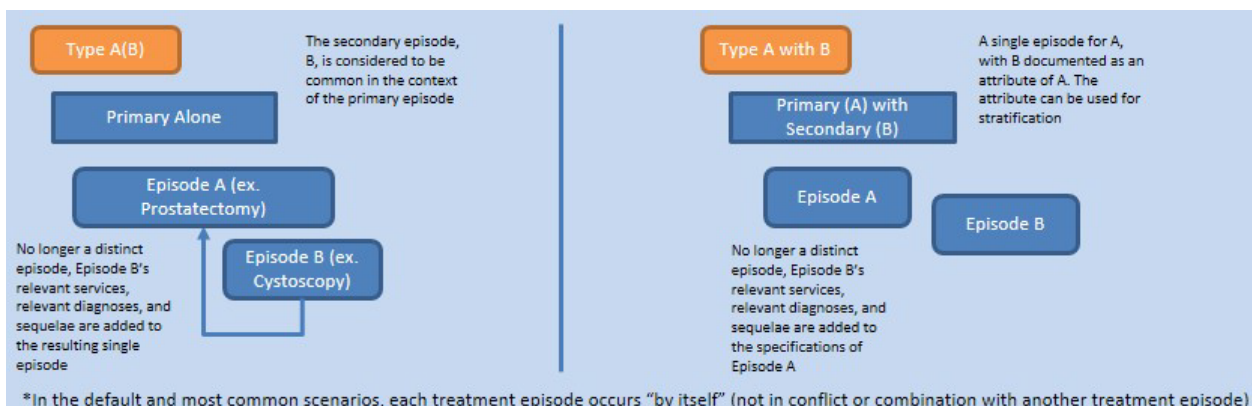 Type A(B)
The secondary episode,
B, is considered to be
common in the context
of the primary episode
Primary Alone
Episode A (ex.
Prostatectomy)
Episode B (ex.
Cystoscopy)
No longer a distinct
episode, Episode B's
relevant services,
relevant diagnoses, and
sequelae are added to
the resulting single
episode
Type A with B
A single episode for A,
with B documented as an
attribute of A. The
attribute can be used for
stratification
Primary (A) with
Secondary (B)
Episode A
Episode B
No longer a distinct
episode, Episode B's
relevant services,
relevant diagnoses, and
sequelae are added to
the specifications of
Episode A
*In the default and most common scenarios, each treatment episode occurs “by itself” (not in conflict or combination with another treatment episode)